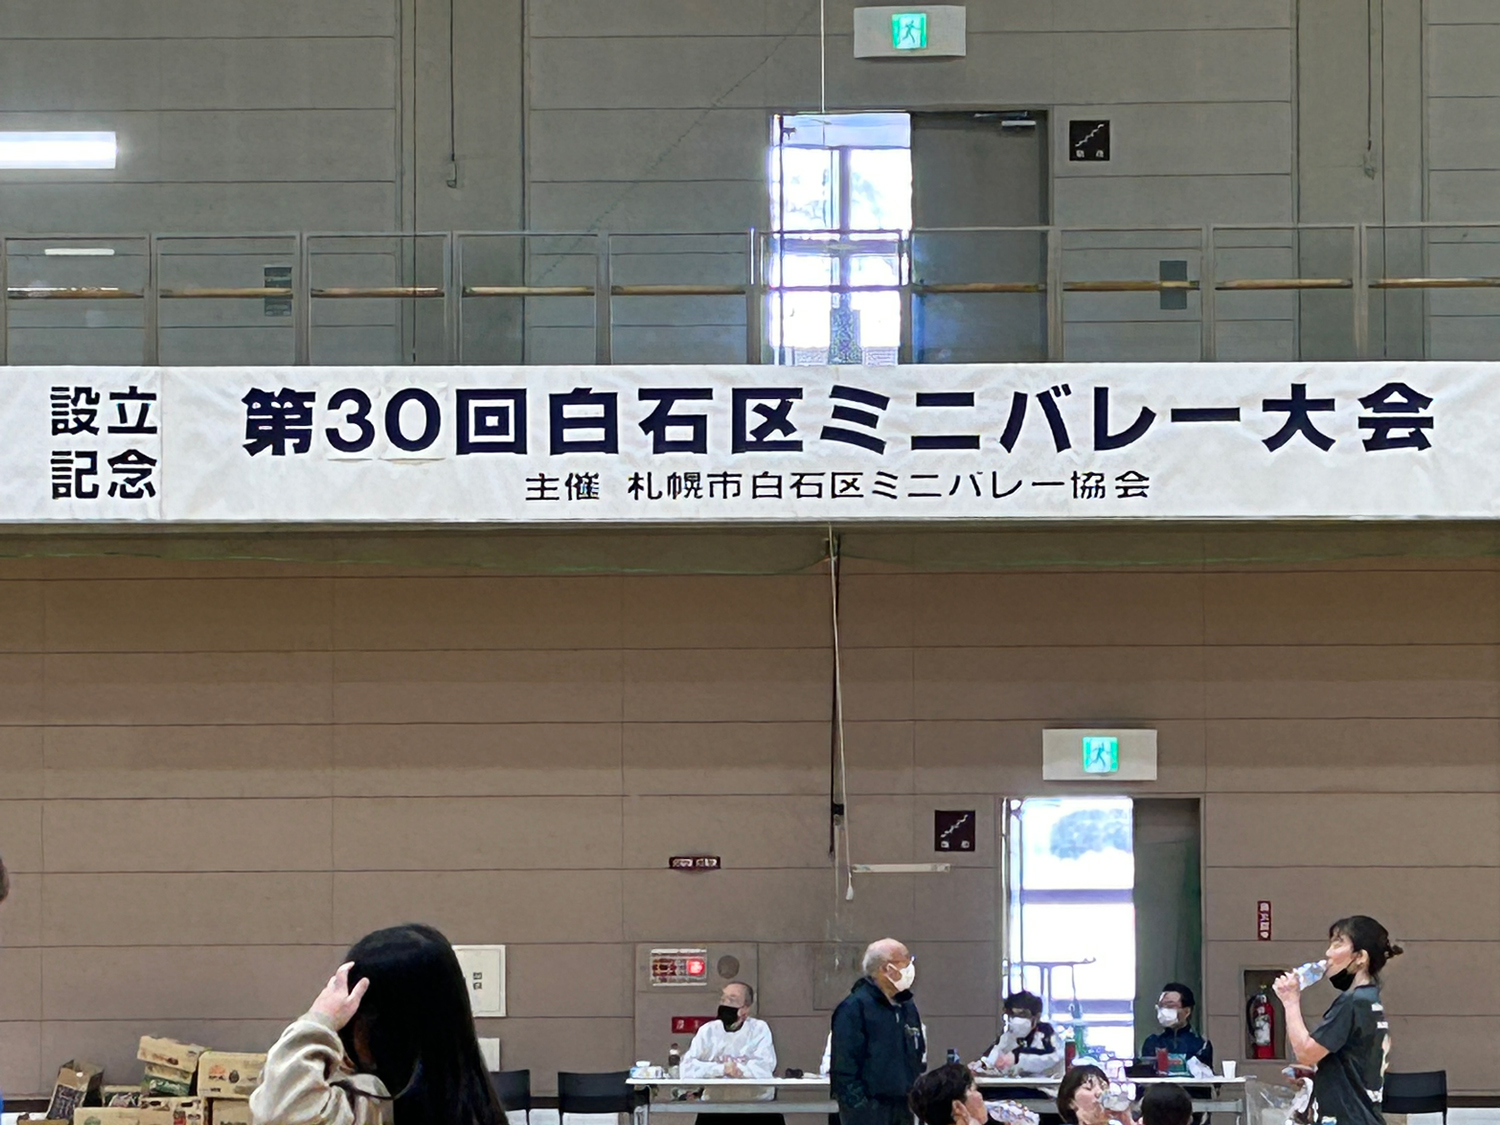 設立
記念
第30回白石区ミニバレー大会
主催 札幌市白石区ミニバレー協会